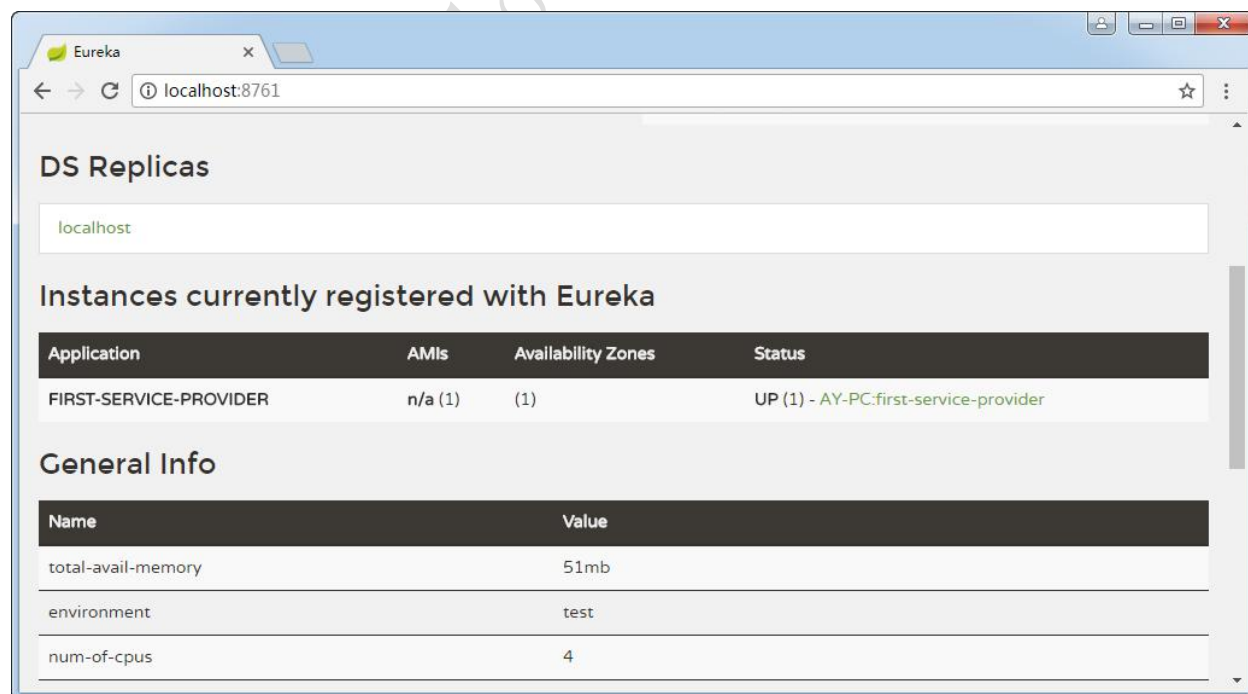 Eureka
localhost:8761
DS Replicas
localhost
Instances currently registered with Eureka
Application AMIs Availability Zones Status
FIRST-SERVICE-PROVIDER n/a (1) (1) UP (1) - AY-PC:first-service-provider
General Info
Name Value
total-avail-memory 51mb
environment test
num-of-cpus 4